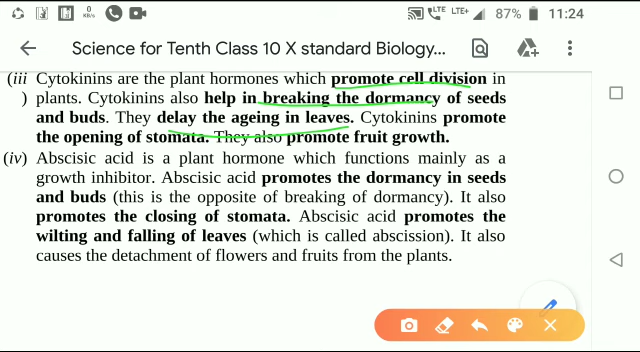 0
KB/s
LTE LTE+ 87% 11:24
Science for Tenth Class 10 X standard Biology...
(iii Cytokinins are the plant hormones which promote cell division in
) plants. Cytokinins also help in breaking the dormancy of seeds
and buds. They delay the ageing in leaves. Cytokinins promote
the opening of stomata. They also promote fruit growth.
(iv) Abscisic acid is a plant hormone which functions mainly as a
growth inhibitor. Abscisic acid promotes the dormancy in seeds
and buds (this is the opposite of breaking of dormancy). It also
promotes the closing of stomata. Abscisic acid promotes the
wilting and falling of leaves (which is called abscission). It also
causes the detachment of flowers and fruits from the plants.